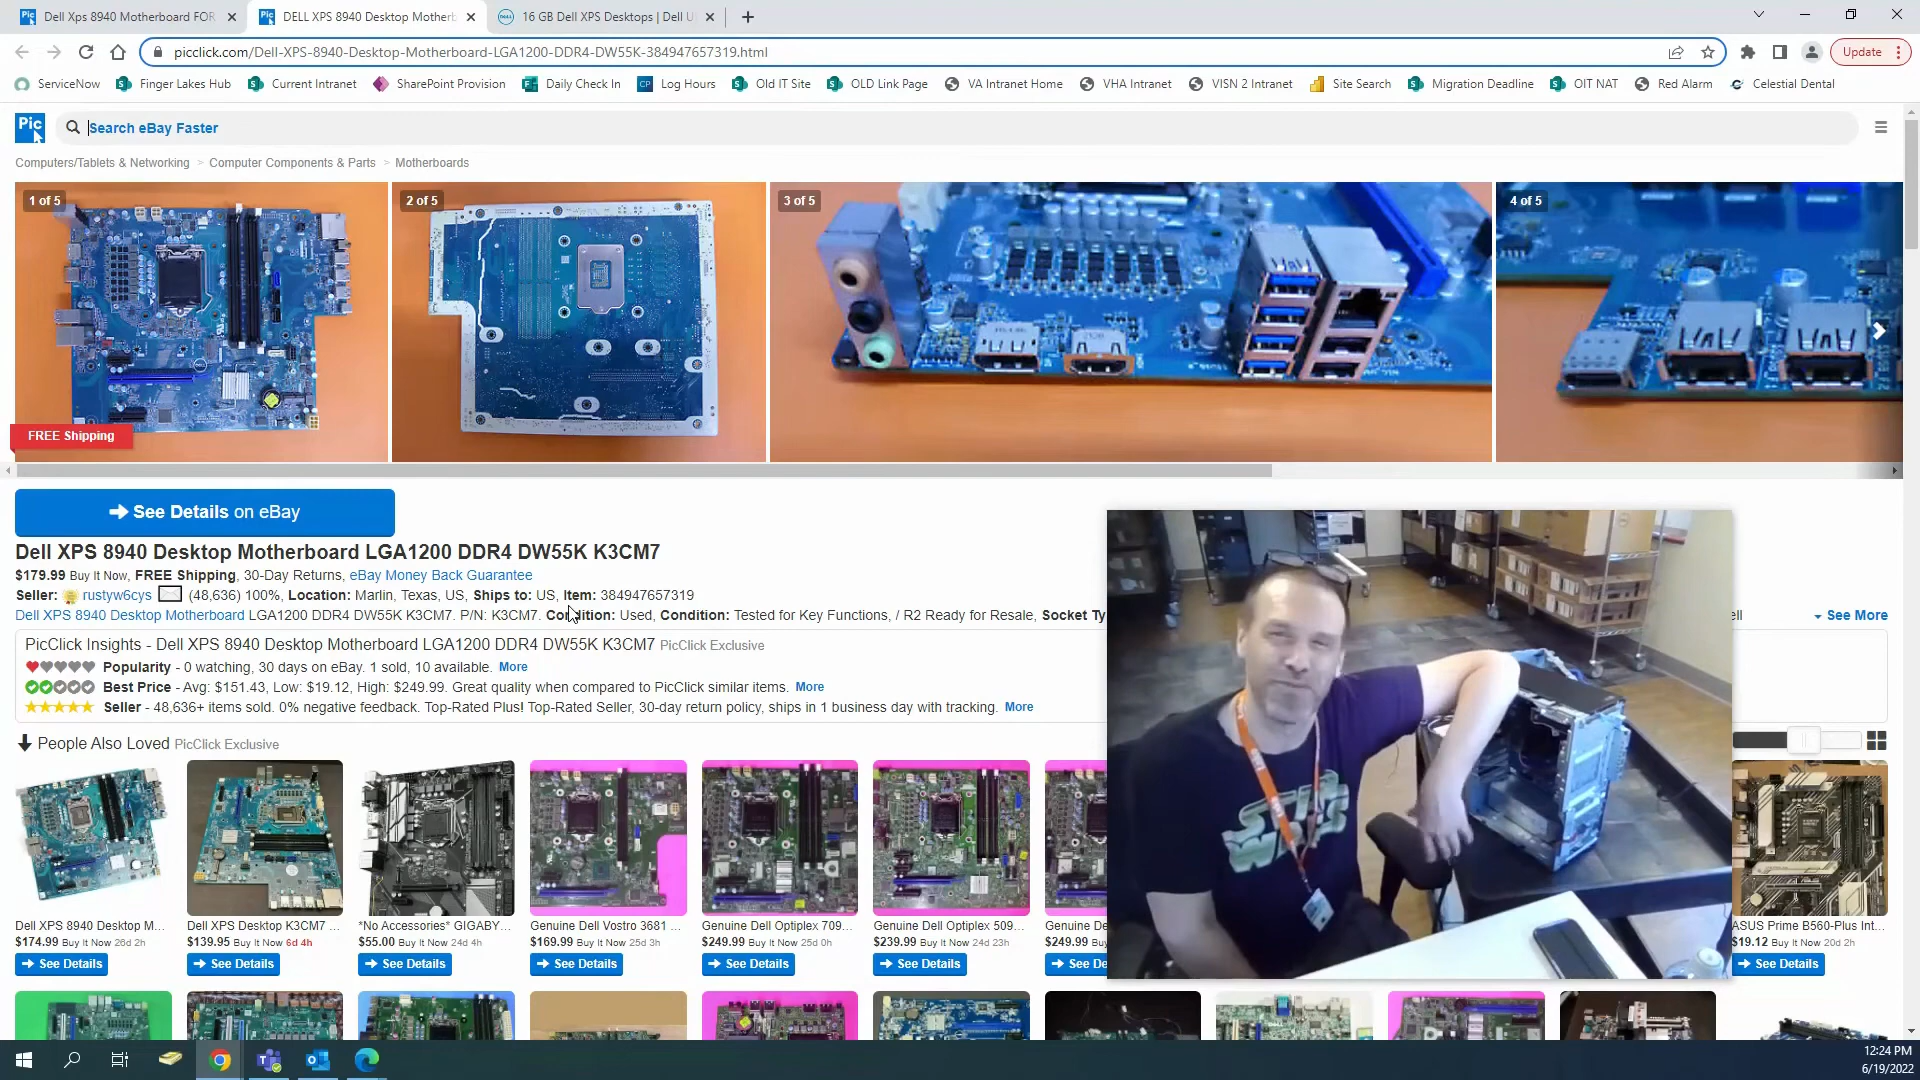 Dell Xps 8940 Motherboard FOR
DELL XPS 8940 Desktop Motherb
16 GB Dell XPS Desktops | Dell U
picclick.com/Dell-XPS-8940-Desktop-Motherboard-LGA1200-DDR4-DW55K-384947657319.html
Update
ServiceNow
Finger Lakes Hub
Current Intranet
SharePoint Provision
Daily Check In
CP
Log Hours
Old IT Site
OLD Link Page
VA Intranet Home
VHA Intranet
VISN 2 Intranet
Site Search
Migration Deadline
OIT NAT
Red Alarm
Celestial Dental
Pic
Search eBay Faster
Computers/Tablets & Networking > Computer Components & Parts > Motherboards
1 of 5
2 of 5
3 of 5
4 of 5
FREE Shipping
See Details on eBay
Dell XPS 8940 Desktop Motherboard LGA1200 DDR4 DW55K K3CM7
$179.99 Buy It Now, FREE Shipping, 30-Day Returns, eBay Money Back Guarantee
Seller: rustyw6cys (48,636) 100%, Location: Marlin, Texas, US, Ships to: US, Item: 384947657319
Dell XPS 8940 Desktop Motherboard LGA1200 DDR4 DW55K K3CM7. P/N: K3CM7. Condition: Used, Condition: Tested for Key Functions, / R2 Ready for Resale, Socket Ty
See More
PicClick Insights - Dell XPS 8940 Desktop Motherboard LGA1200 DDR4 DW55K K3CM7 PicClick Exclusive
Popularity - 0 watching, 30 days on eBay. 1 sold, 10 available. More
Best Price - Avg: $151.43, Low: $19.12, High: $249.99. Great quality when compared to PicClick similar items. More
Seller - 48,636+ items sold. 0% negative feedback. Top-Rated Plus! Top-Rated Seller, 30-day return policy, ships in 1 business day with tracking. More
People Also Loved PicClick Exclusive
Dell XPS 8940 Desktop M...
$174.99 Buy It Now 26d 2h
See Details
Dell XPS Desktop K3CM7 ...
$139.95 Buy It Now 6d 4h
See Details
*No Accessories* GIGABY...
$55.00 Buy It Now 24d 4h
See Details
Genuine Dell Vostro 3681 ...
$169.99 Buy It Now 25d 3h
See Details
Genuine Dell Optiplex 709...
$249.99 Buy It Now 25d 0h
See Details
Genuine Dell Optiplex 509...
$239.99 Buy It Now 24d 23h
See Details
Genuine De
$249.99 Buy It
See De
ASUS Prime B560-Plus Int...
$19.12 Buy It Now 20d 2h
See Details
12:24 PM
6/19/2022